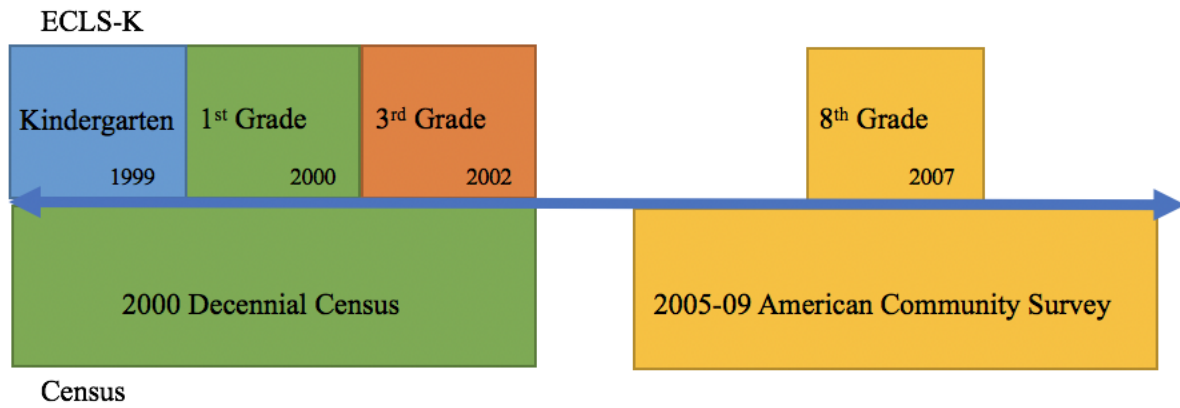 ECLS-K
Kindergarten
1999
1st Grade
2000
3rd Grade
2002
8th Grade
2007
2000 Decennial Census
2005-09 American Community Survey
Census